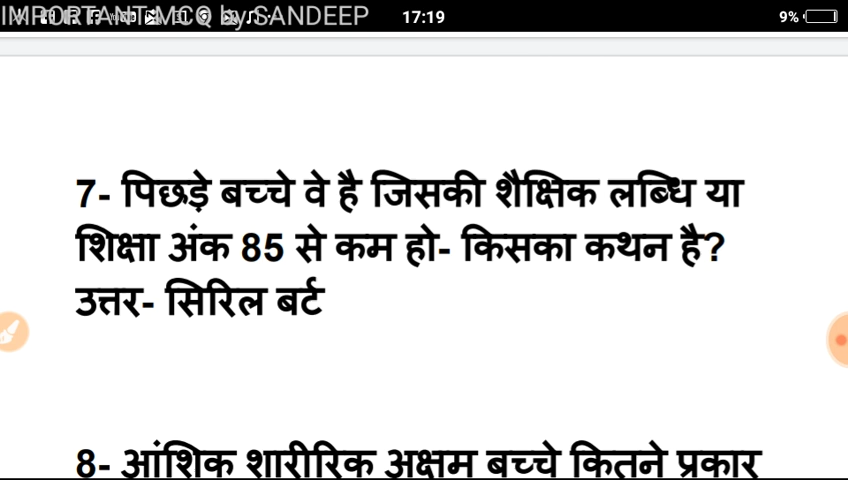 IMPORTANT MCQ by SANDEEP 17:19 9%
7- पिछड़े बच्चे वे है जिसकी शैक्षिक लब्धि या
शिक्षा अंक 85 से कम हो- किसका कथन है?
उत्तर- सिरिल बर्ट
8- आंशिक शारीरिक अक्षम बच्चे कितने प्रकार